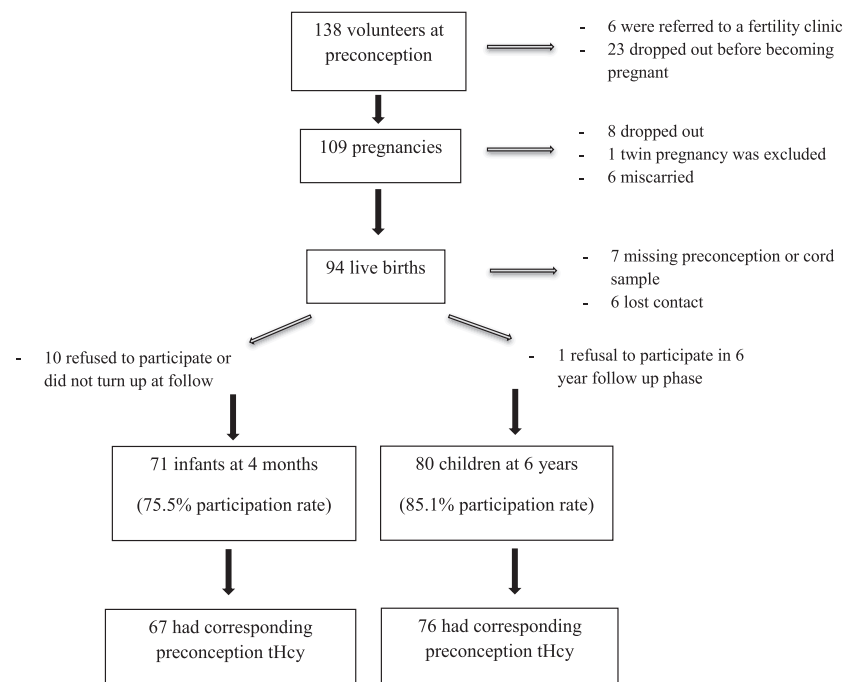 138 volunteers at
preconception
- 6 were referred to a fertility clinic
- 23 dropped out before becoming
pregnant
109 pregnancies
- 8 dropped out
- 1 twin pregnancy was excluded
- 6 miscarried
94 live births
- 7 missing preconception or cord
sample
- 6 lost contact
- 10 refused to participate or
did not turn up at follow
- 1 refusal to participate in 6
year follow up phase
71 infants at 4 months
(75.5% participation rate)
80 children at 6 years
(85.1% participation rate)
67 had corresponding
preconception tHcy
76 had corresponding
preconception tHcy